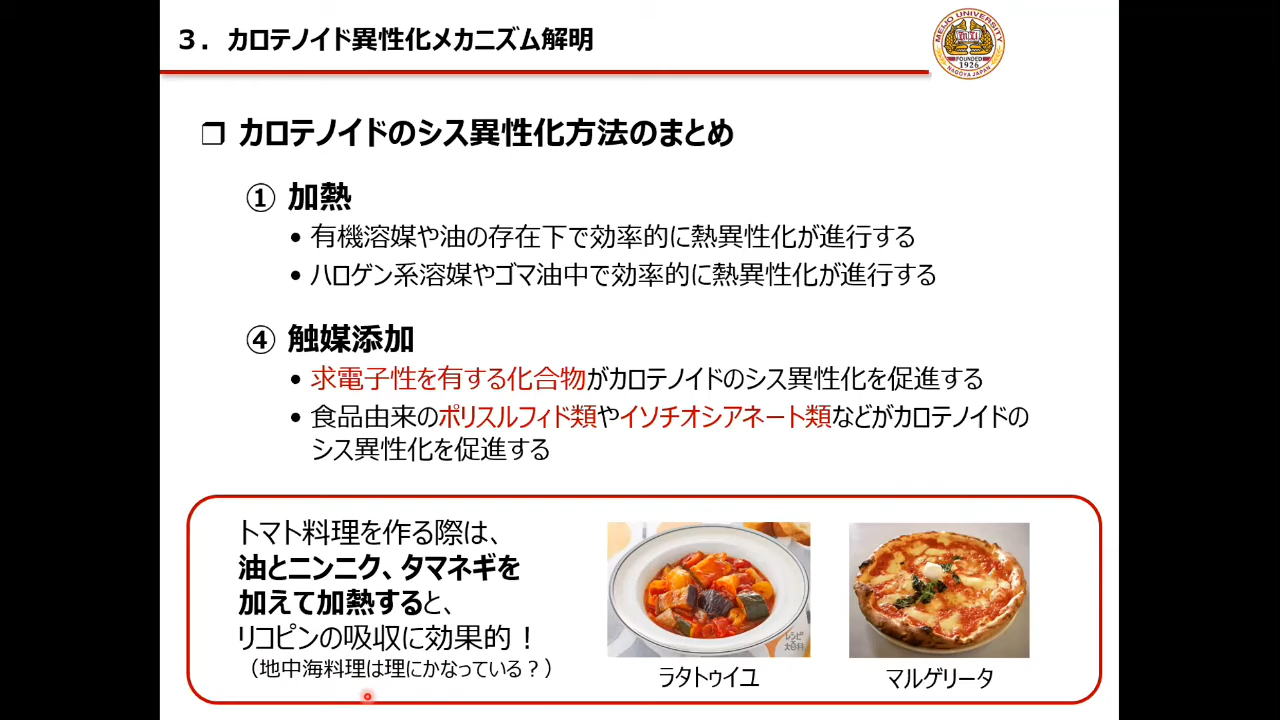 ３．カロテノイド異性化メカニズム解明
MEIJO UNIVERSITY
FOUNDED
1926
NAGOYA JAPAN
❒ カロテノイドのシス異性化方法のまとめ
① 加熱
• 有機溶媒や油の存在下で効率的に熱異性化が進行する
• ハロゲン系溶媒やゴマ油中で効率的に熱異性化が進行する
④ 触媒添加
• 求電子性を有する化合物がカロテノイドのシス異性化を促進する
• 食品由来のポリスルフィド類やイソチオシアネート類などがカロテノイドの
シス異性化を促進する
トマト料理を作る際は、
油とニンニク、タマネギを
加えて加熱すると、
リコピンの吸収に効果的！
（地中海料理は理にかなっている？）
レシピ
大百科
ラタトゥイユ
マルゲリータ